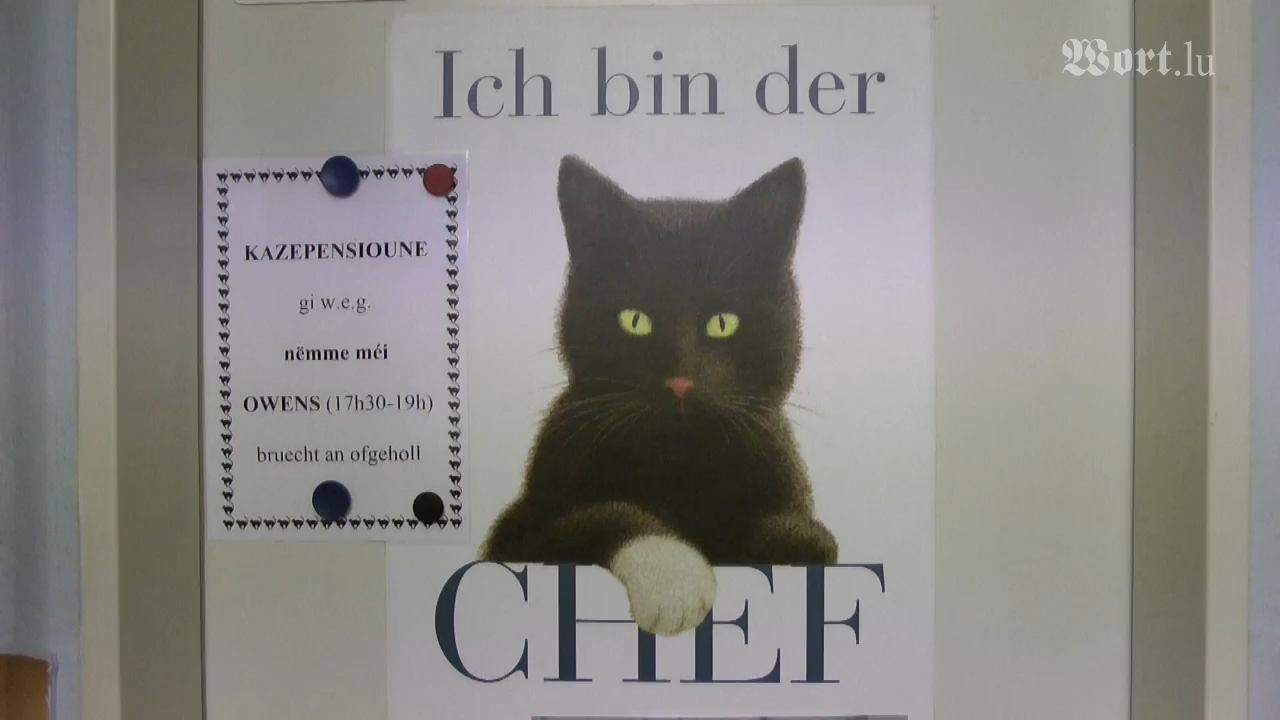 Wort.lu
Ich bin der
CHEF
KAZEPENSIOUNE
gi w.e.g.
nëmme méi
OWENS (17h30-19h)
bruecht an ofgeholl